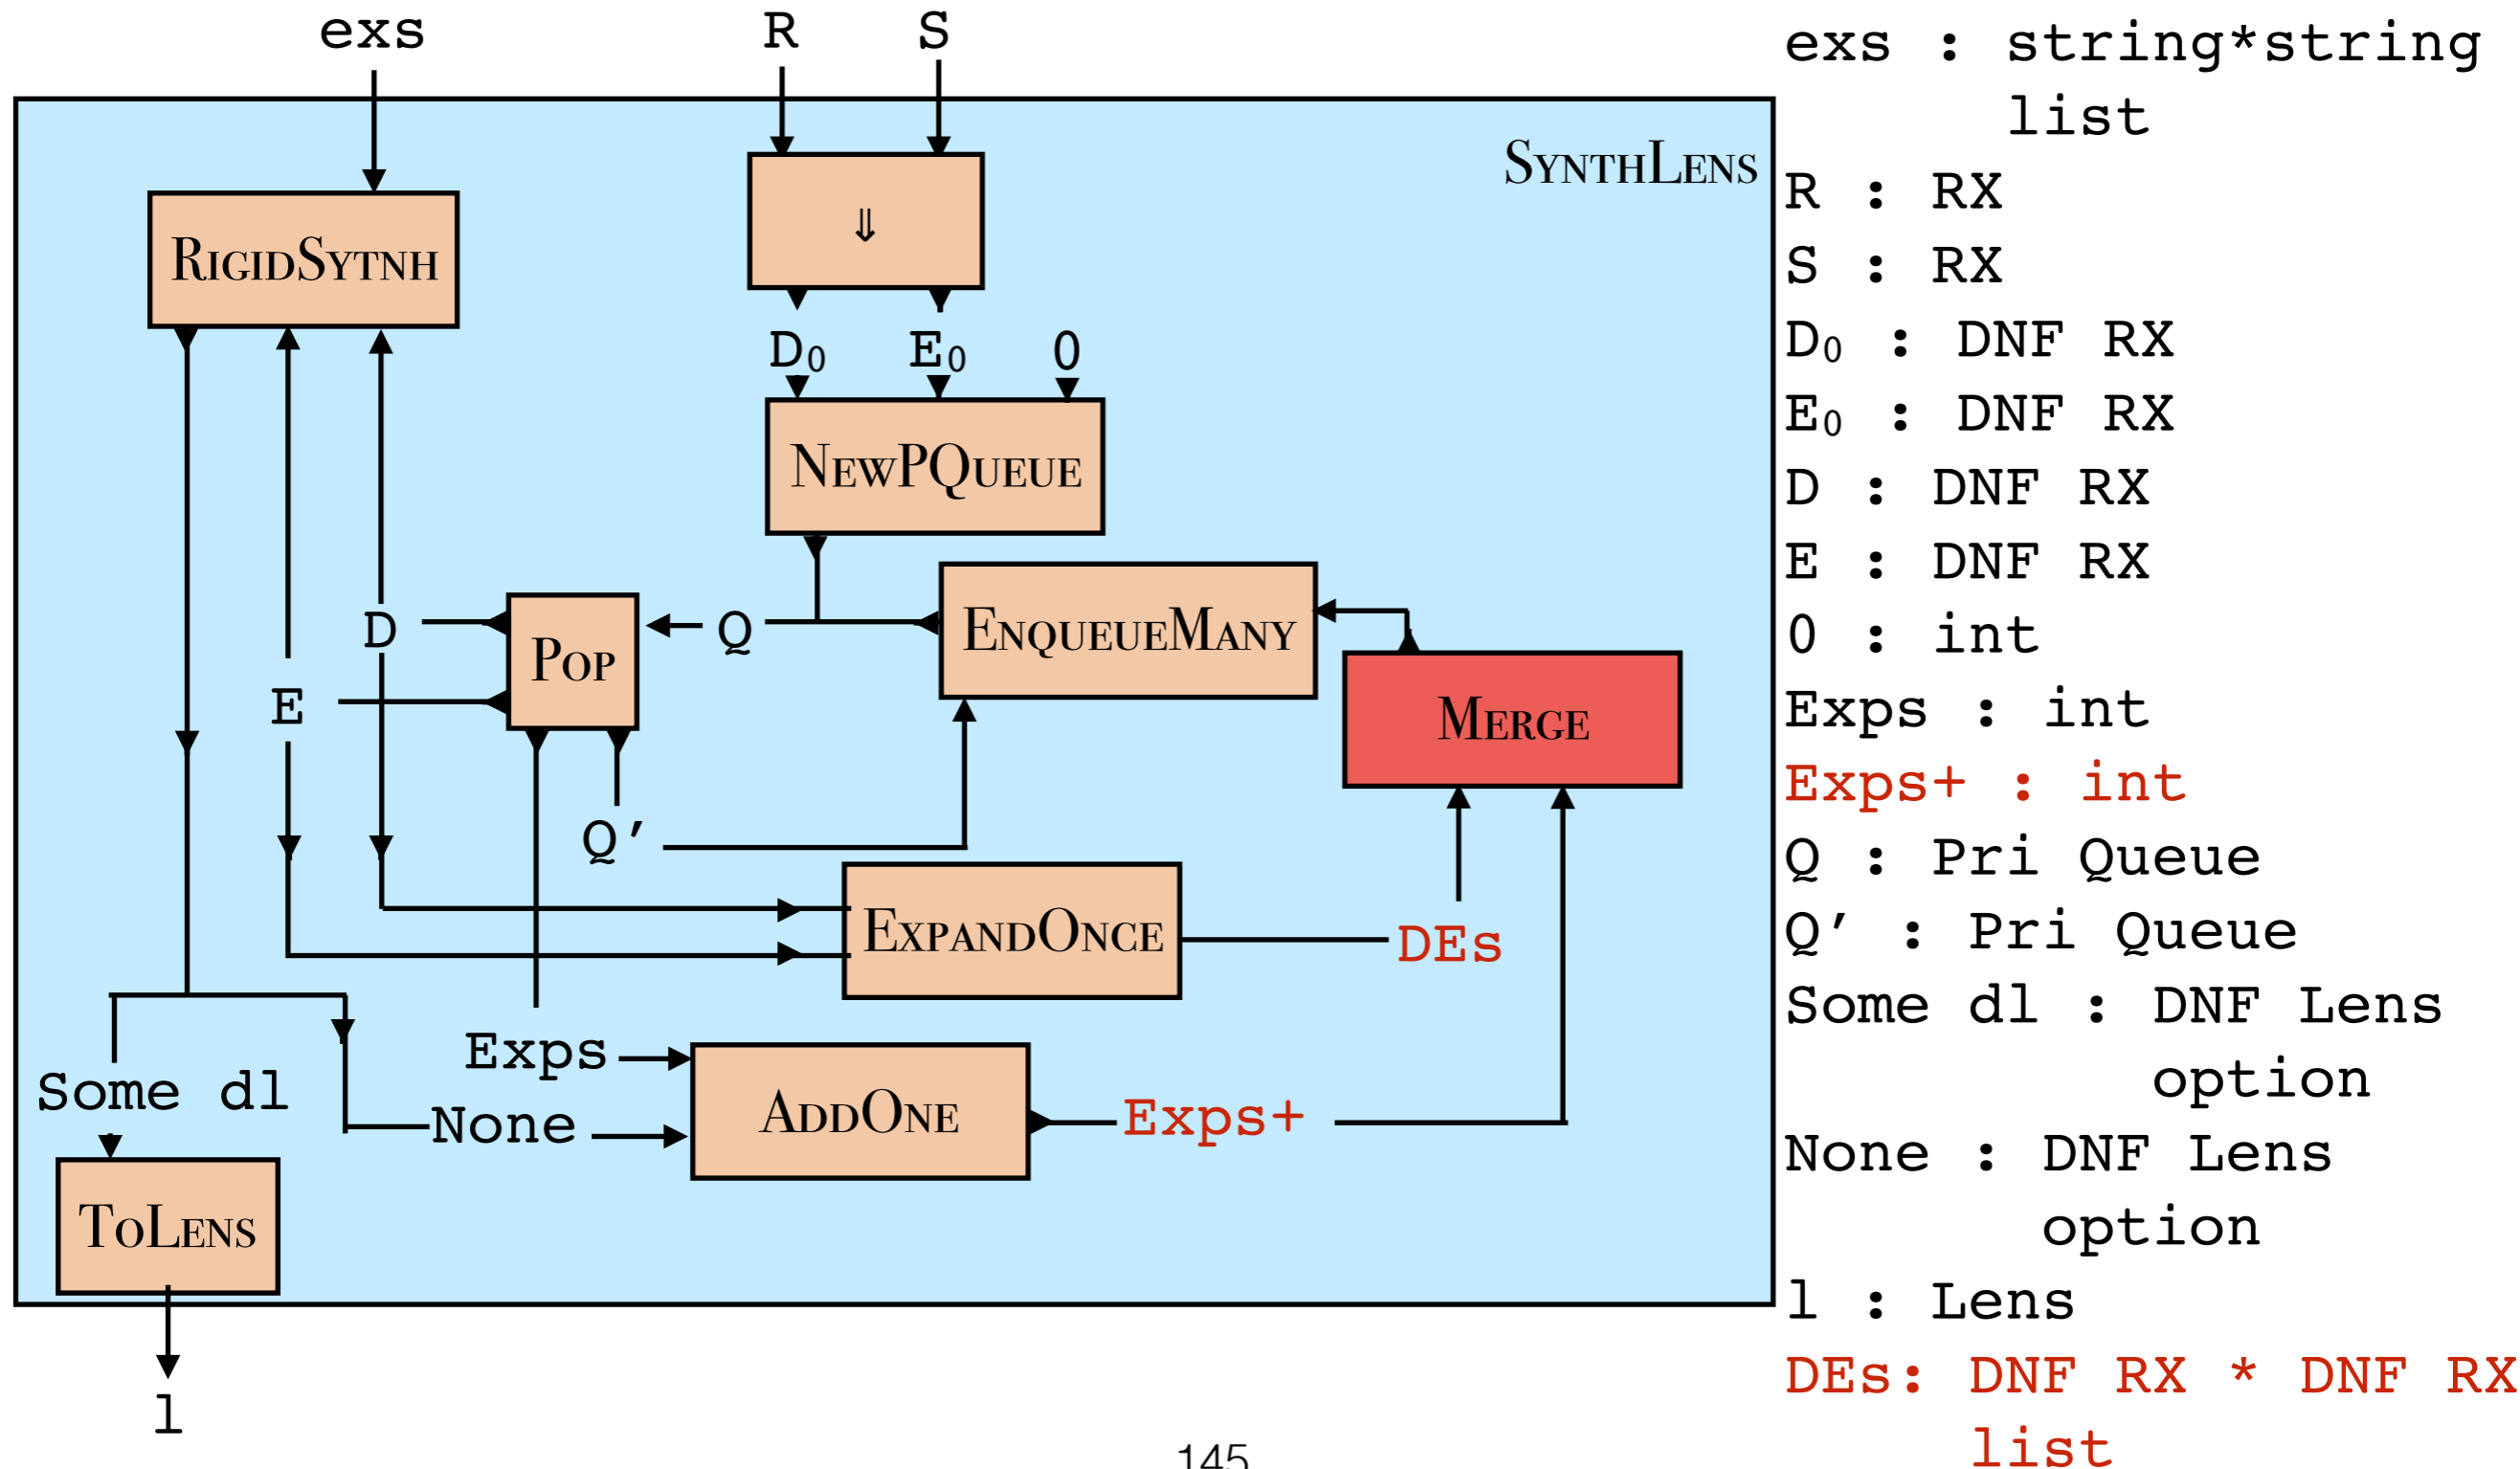 exs
R
S
SynthLens
RigidSytnh
⇓
D₀
E₀
0
NewPQueue
EnqueueMany
D
Pop
Q
E
Merge
Q’
ExpandOnce
DEs
Exps
Some dl
None
AddOne
Exps+
ToLens
l
145
exs : string*string
list
R : RX
S : RX
D₀ : DNF RX
E₀ : DNF RX
D : DNF RX
E : DNF RX
0 : int
Exps : int
Exps+ : int
Q : Pri Queue
Q’ : Pri Queue
Some dl : DNF Lens
option
None : DNF Lens
option
l : Lens
DEs: DNF RX * DNF RX
list